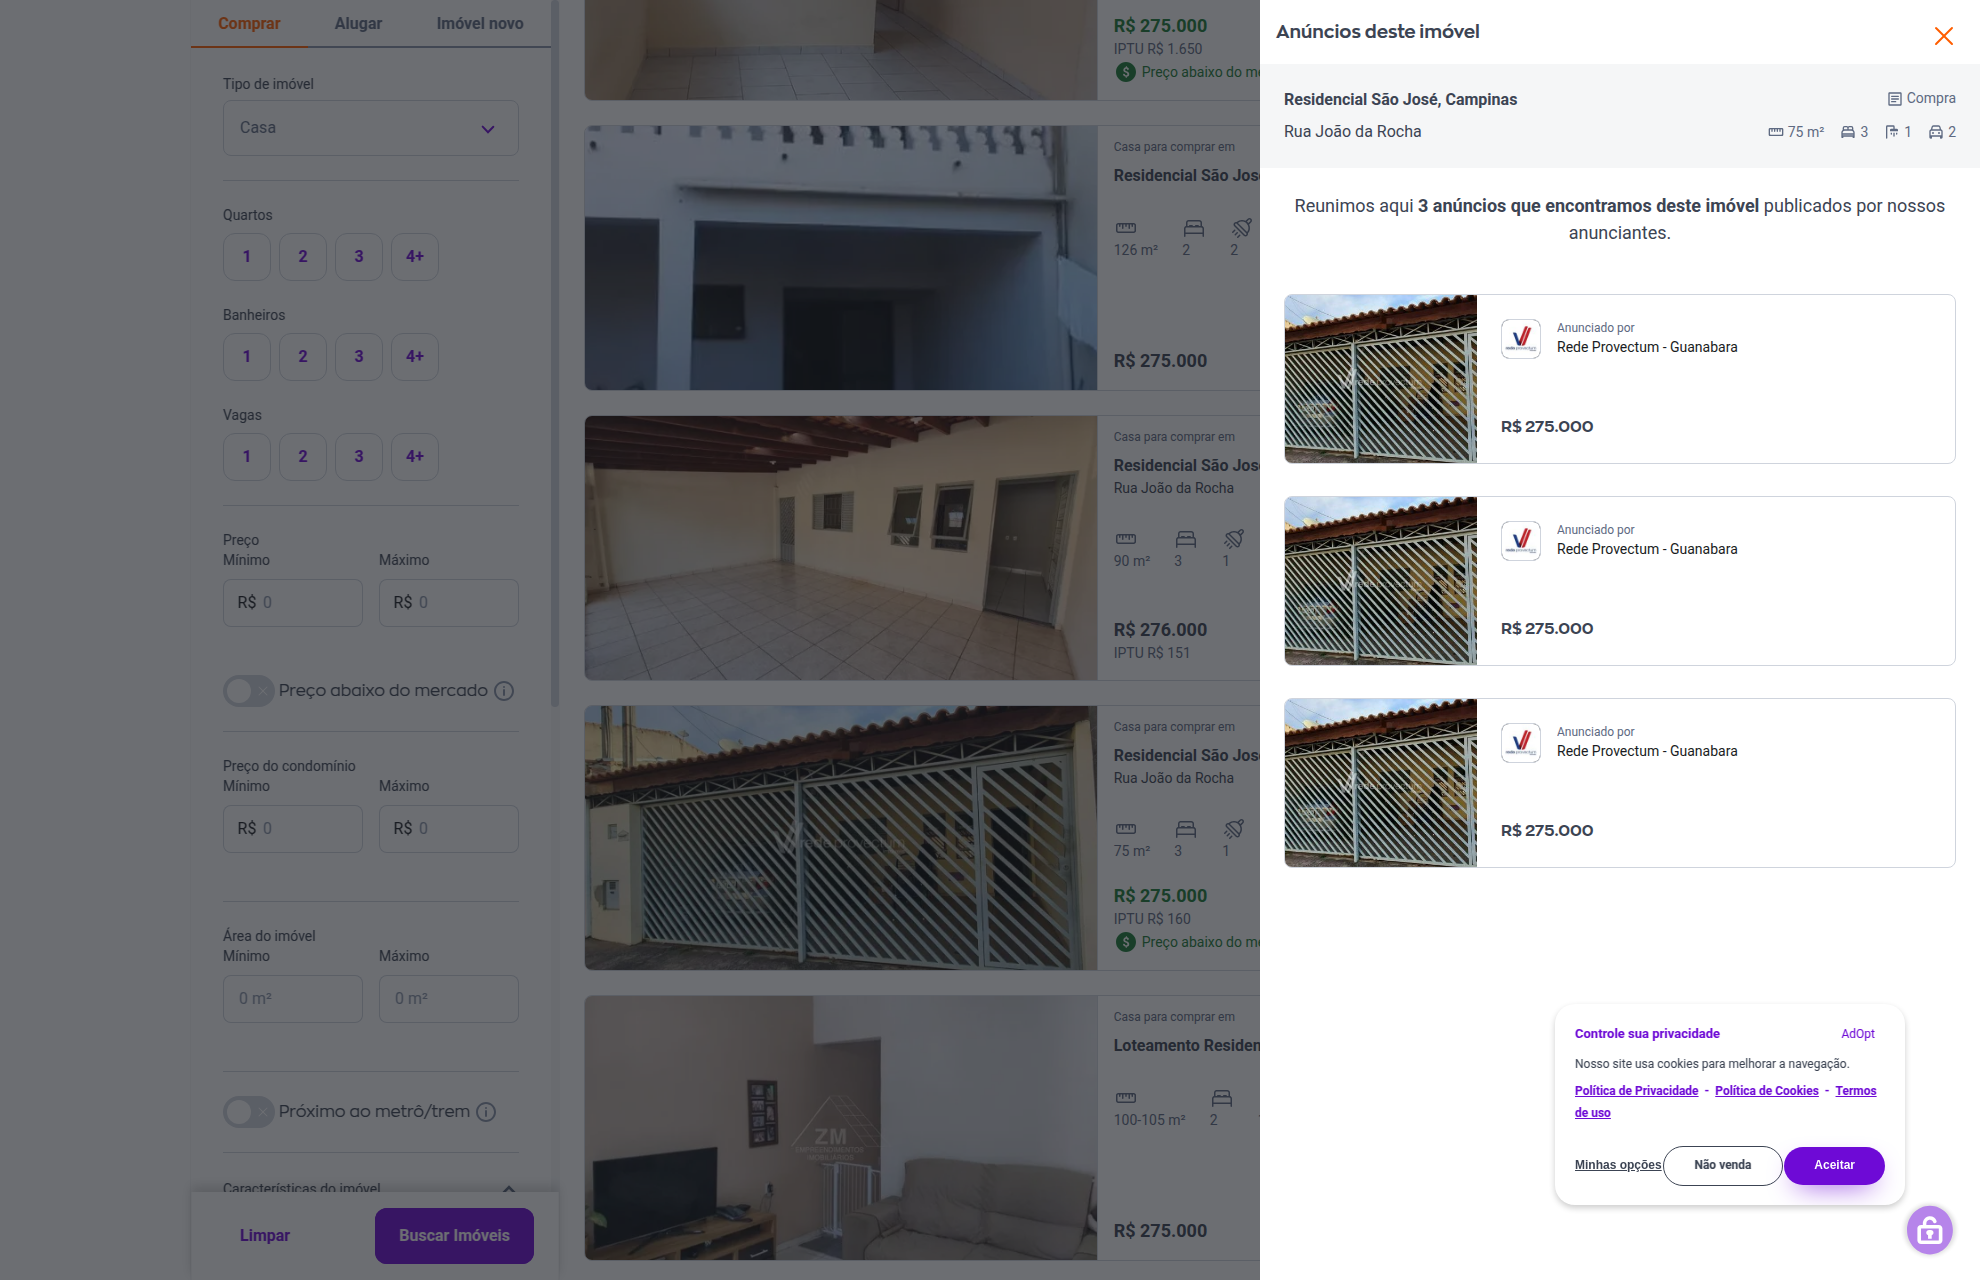 Comprar
Alugar
Imóvel novo
Tipo de imóvel
Casa
Quartos
1
2
3
4+
Banheiros
1
2
3
4+
Vagas
1
2
3
4+
Preço
Mínimo
Máximo
R$ 0
R$ 0
Preço abaixo do mercado
Preço do condomínio
Mínimo
Máximo
R$ 0
R$ 0
Área do imóvel
Mínimo
Máximo
0 m²
0 m²
Próximo ao metrô/trem
Características do imóvel
Limpar
Buscar Imóveis
R$ 275.000
IPTU R$ 1.650
Preço abaixo do me
Casa para comprar em
Residencial São José
126 m²
2
2
R$ 275.000
Casa para comprar em
Residencial São José
Rua João da Rocha
90 m²
3
1
R$ 276.000
IPTU R$ 151
rede provectum
Casa para comprar em
Residencial São José
Rua João da Rocha
75 m²
3
1
R$ 275.000
IPTU R$ 160
Preço abaixo do me
ZM
EMPREENDIMENTOS
IMOBILIÁRIOS
Casa para comprar em
Loteamento Residen
100-105 m²
2
R$ 275.000
Anúncios deste imóvel
Residencial São José, Campinas
Compra
Rua João da Rocha
75 m²
3
1
2
Reunimos aqui 3 anúncios que encontramos deste imóvel publicados por nossos
anunciantes.
Anunciado por
Rede Provectum - Guanabara
R$ 275.000
Anunciado por
Rede Provectum - Guanabara
R$ 275.000
Anunciado por
Rede Provectum - Guanabara
R$ 275.000
Controle sua privacidade
AdOpt
Nosso site usa cookies para melhorar a navegação.
Política de Privacidade - Política de Cookies - Termos
de uso
Minhas opções
Não venda
Aceitar